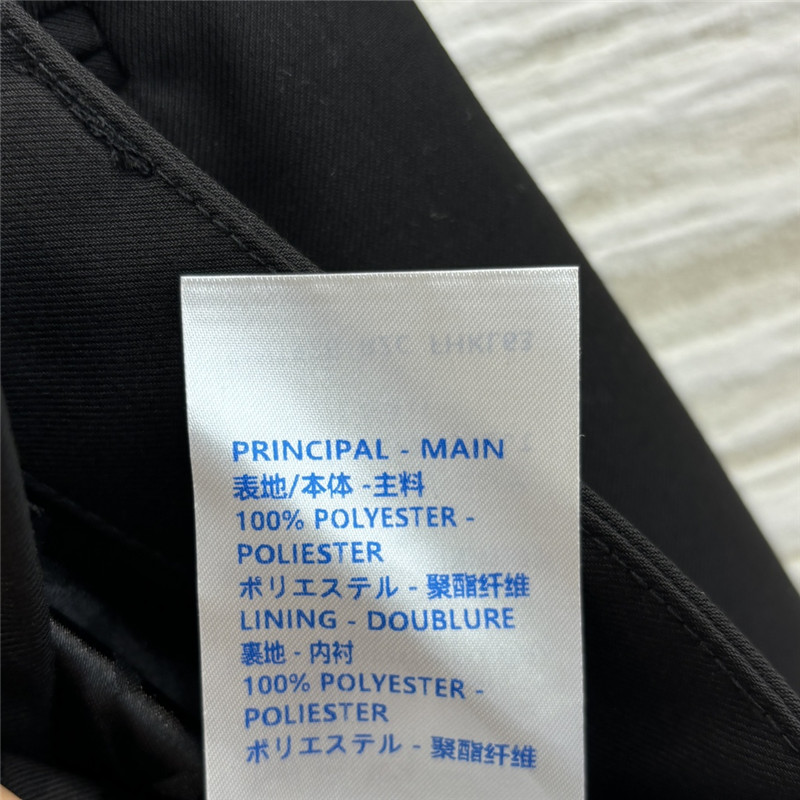 PRINCIPAL - MAIN
表地/本体 -主料
100% POLYESTER -
POLIESTER
ポリエステル - 聚酯纤维
LINING - DOUBLURE
裏地 - 内衬
100% POLYESTER -
POLIESTER
ポリエステル - 聚酯纤维